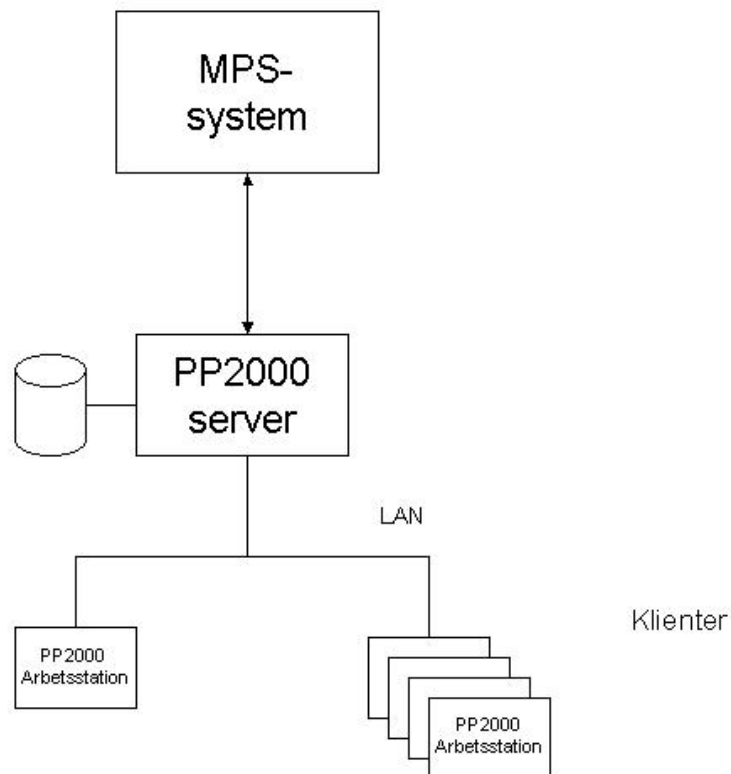 MPS-
system
PP2000
server
LAN
Klienter
PP2000
Arbetsstation
PP2000
Arbetsstation